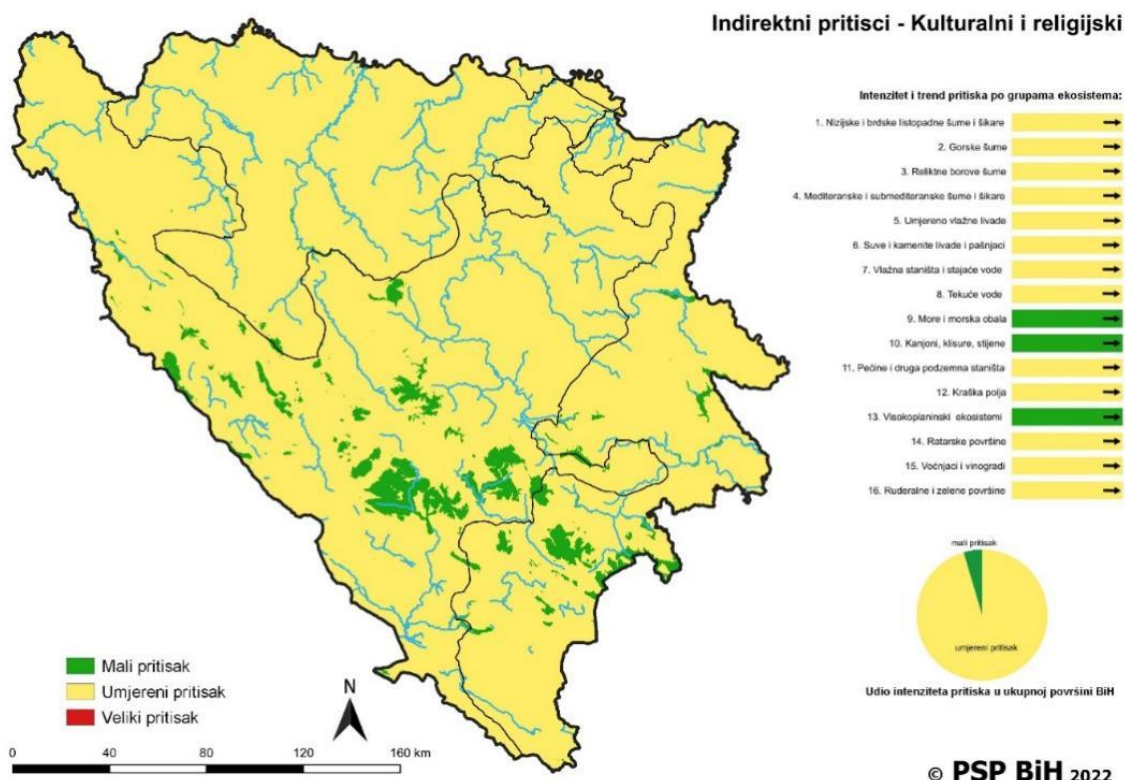 Indirektni pritisci - Kulturalni i religijski
Intenzitet i trend pritiska po grupama ekosistema:
1. Nizijske i brdske listopadne šume i šikare
2. Gorske šume
3. Reliktne borove šume
4. Mediteranske i submediteranske šume i šikare
5. Umjereno vlažne livade
6. Suve i kamenite livade i pašnjaci
7. Vlažna staništa i stajaće vode
8. Tekuće vode
9. More i morska obala
10. Kanjoni, klisure, stijene
11. Pećine i druga podzemna staništa
12. Kraška polja
13. Visokoplaninski ekosistemi
14. Ratarske površine
15. Voćnjaci i vinogradi
16. Ruderalne i zelene površine
mali pritisak
umjereni pritisak
Udio intenziteta pritiska u ukupnoj površini BiH
Mali pritisak
Umjereni pritisak
Veliki pritisak
N
0 40 80 120 160 km
© PSP BiH 2022